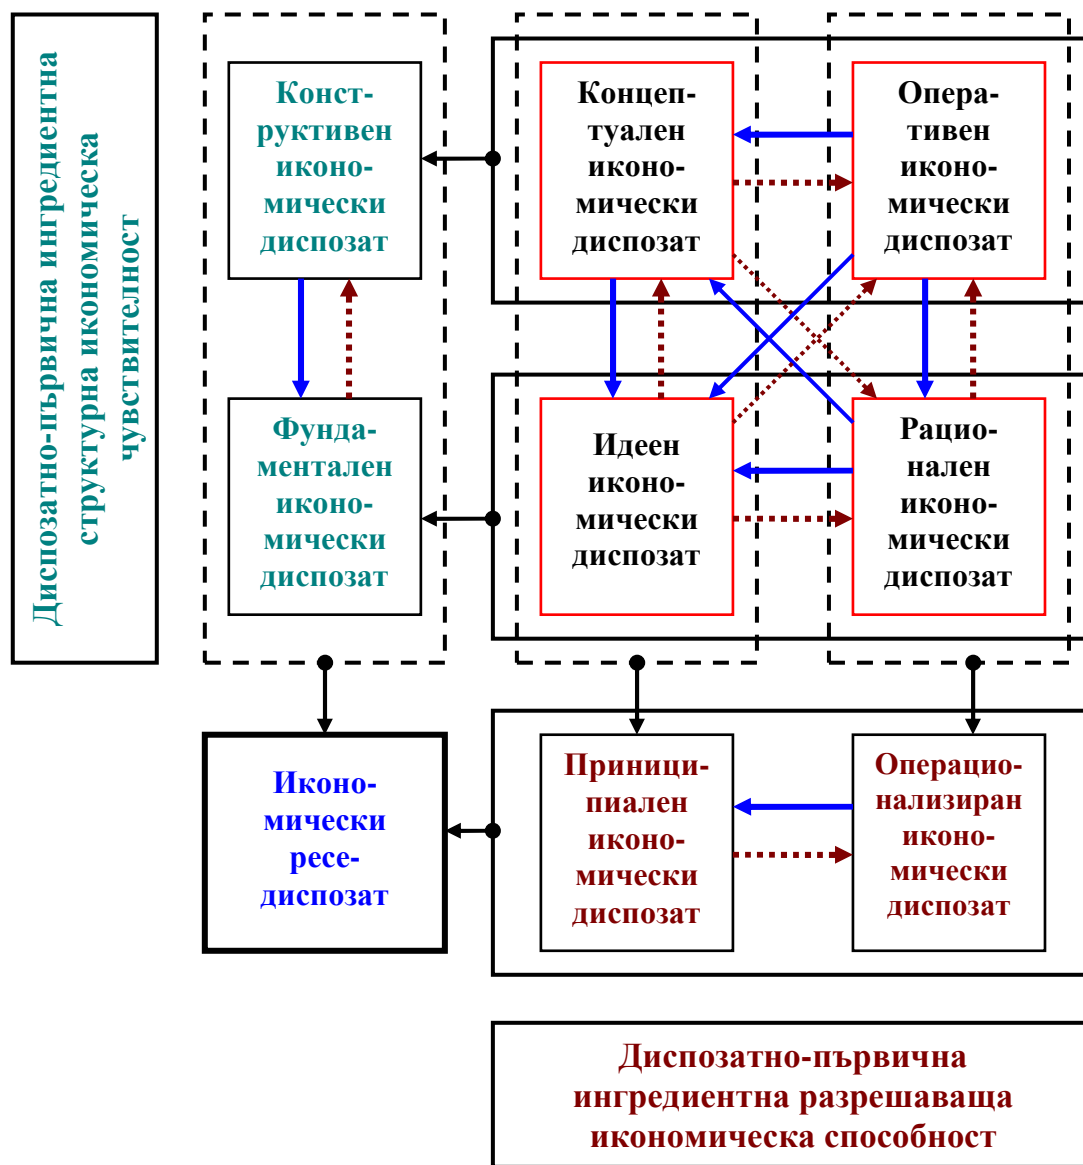 Диспозатно-първична ингредиентна
структурна икономическа
чувствителност
Конст-
руктивен
иконо-
мически
диспозат
Концеп-
туален
иконо-
мически
диспозат
Опера-
тивен
иконо-
мически
диспозат
Фунда-
ментален
иконо-
мически
диспозат
Идеен
иконо-
мически
диспозат
Рацио-
нален
иконо-
мически
диспозат
Иконо-
мически
ресе-
диспозат
Приници-
пиален
иконо-
мически
диспозат
Операцио-
нализиран
иконо-
мически
диспозат
Диспозатно-първична
ингредиентна разрешаваща
икономическа способност